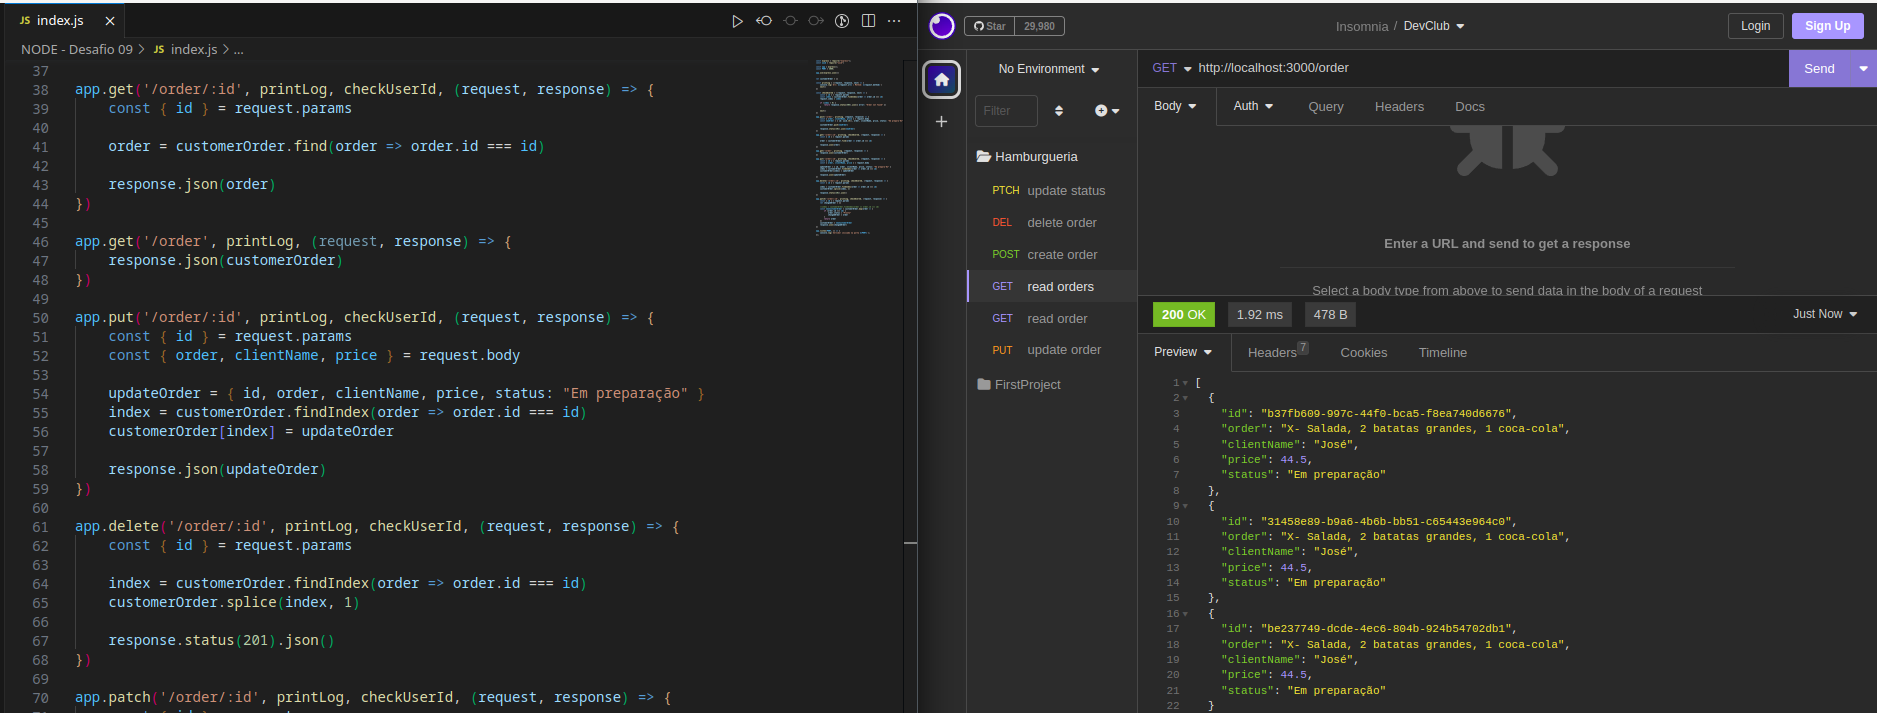 JS index.js ×
NODE - Desafio 09 > JS index.js > ...
37
38 app.get('/order/:id', printLog, checkUserId, (request, response) => {
39 const { id } = request.params
40
41 order = customerOrder.find(order => order.id === id)
42
43 response.json(order)
44 })
45
46 app.get('/order', printLog, (request, response) => {
47 response.json(customerOrder)
48 })
49
50 app.put('/order/:id', printLog, checkUserId, (request, response) => {
51 const { id } = request.params
52 const { order, clientName, price } = request.body
53
54 updateOrder = { id, order, clientName, price, status: "Em preparação" }
55 index = customerOrder.findIndex(order => order.id === id)
56 customerOrder[index] = updateOrder
57
58 response.json(updateOrder)
59 })
60
61 app.delete('/order/:id', printLog, checkUserId, (request, response) => {
62 const { id } = request.params
63
64 index = customerOrder.findIndex(order => order.id === id)
65 customerOrder.splice(index, 1)
66
67 response.status(201).json()
68 })
69
70 app.patch('/order/:id', printLog, checkUserId, (request, response) => {
Star 29,980
Insomnia / DevClub
Login
Sign Up
No Environment
Filter
Hamburgueria
PTCH update status
DEL delete order
POST create order
GET read orders
GET read order
PUT update order
FirstProject
GET http://localhost:3000/order
Send
Body Auth Query Headers Docs
Enter a URL and send to get a response
Select a body type from above to send data in the body of a request
200 OK 1.92 ms 478 B Just Now
Preview Headers 7 Cookies Timeline
1 [
2 {
3 "id": "b37fb609-997c-44f0-bca5-f8ea740d6676",
4 "order": "X- Salada, 2 batatas grandes, 1 coca-cola",
5 "clientName": "José",
6 "price": 44.5,
7 "status": "Em preparação"
8 },
9 {
10 "id": "31458e89-b9a6-4b6b-bb51-c65443e964c0",
11 "order": "X- Salada, 2 batatas grandes, 1 coca-cola",
12 "clientName": "José",
13 "price": 44.5,
14 "status": "Em preparação"
15 },
16 {
17 "id": "be237749-dcde-4ec6-804b-924b54702db1",
18 "order": "X- Salada, 2 batatas grandes, 1 coca-cola",
19 "clientName": "José",
20 "price": 44.5,
21 "status": "Em preparação"
22 }